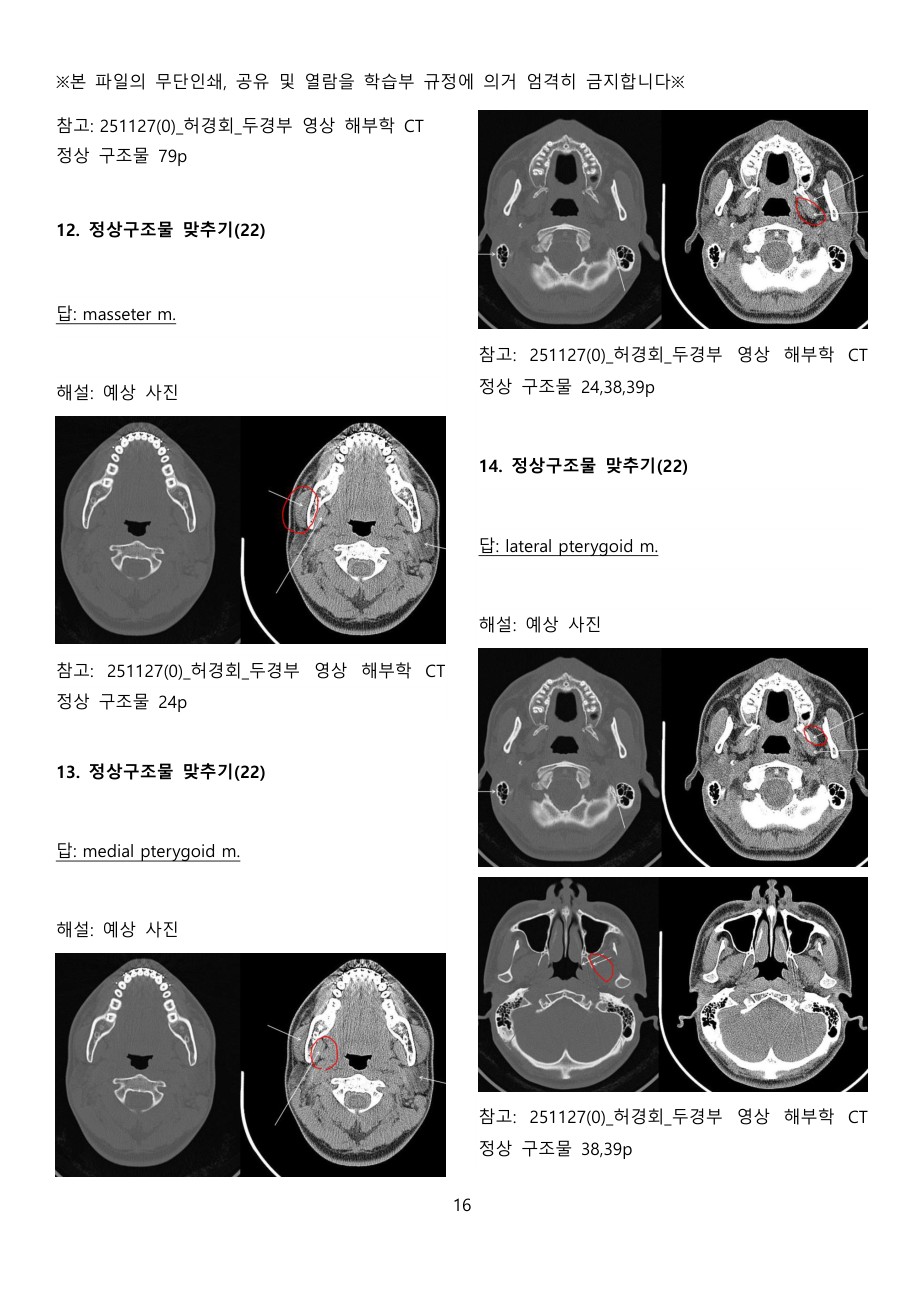 ※본 파일의 무단인쇄, 공유 및 열람을 학습부 규정에 의거 엄격히 금지합니다※
참고: 251127(0)_허경회_두경부 영상 해부학 CT
정상 구조물 79p
12. 정상구조물 맞추기(22)
답: masseter m.
해설: 예상 사진
참고: 251127(0)_허경회_두경부 영상 해부학 CT
정상 구조물 24p
13. 정상구조물 맞추기(22)
답: medial pterygoid m.
해설: 예상 사진
참고: 251127(0)_허경회_두경부 영상 해부학 CT
정상 구조물 24,38,39p
14. 정상구조물 맞추기(22)
답: lateral pterygoid m.
해설: 예상 사진
참고: 251127(0)_허경회_두경부 영상 해부학 CT
정상 구조물 38,39p
16